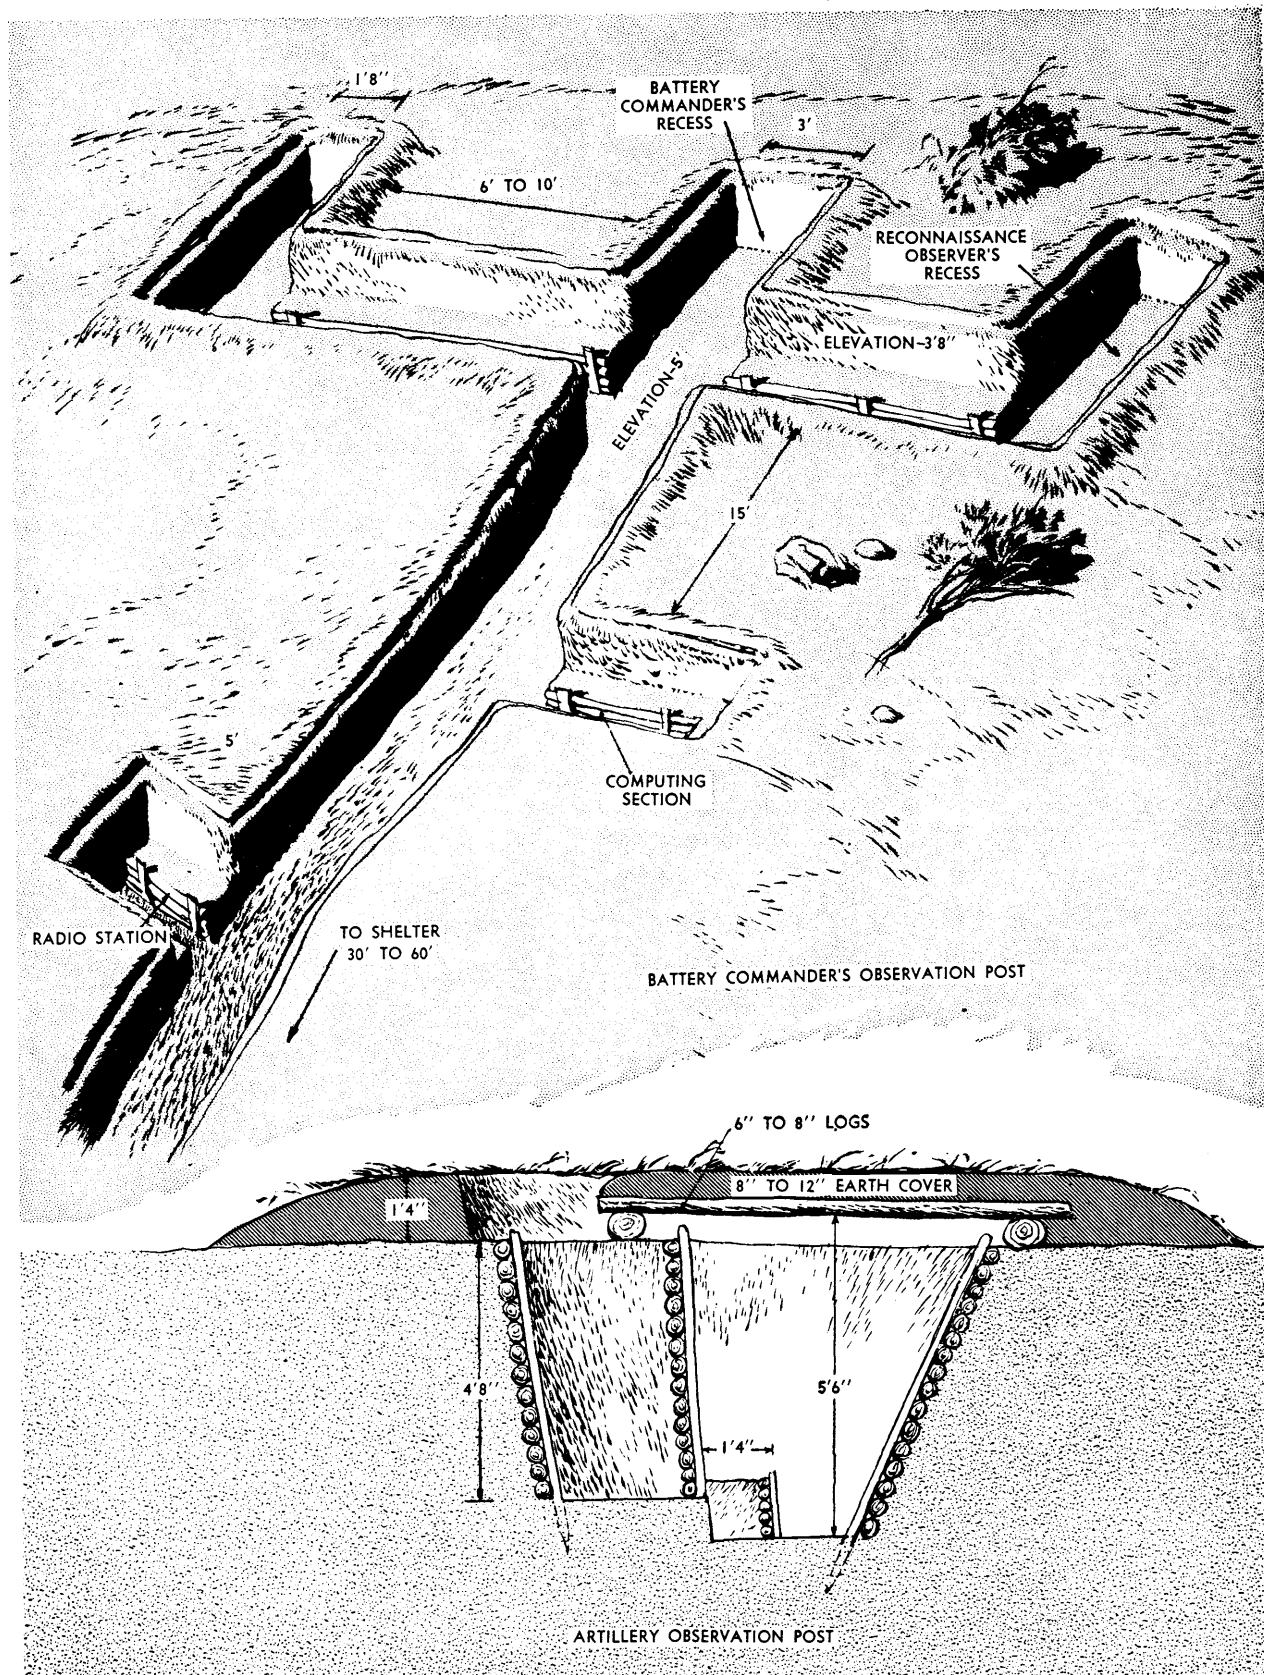 1'8"
BATTERY
COMMANDER'S
RECESS
3'
6' TO 10'
RECONNAISSANCE
OBSERVER'S
RECESS
ELEVATION-3'8"
ELEVATION-5'
15'
5'
COMPUTING
SECTION
RADIO STATION
TO SHELTER
30' TO 60'
BATTERY COMMANDER'S OBSERVATION POST
6" TO 8" LOGS
8" TO 12" EARTH COVER
1'4"
4'8"
5'6"
1'4"
ARTILLERY OBSERVATION POST